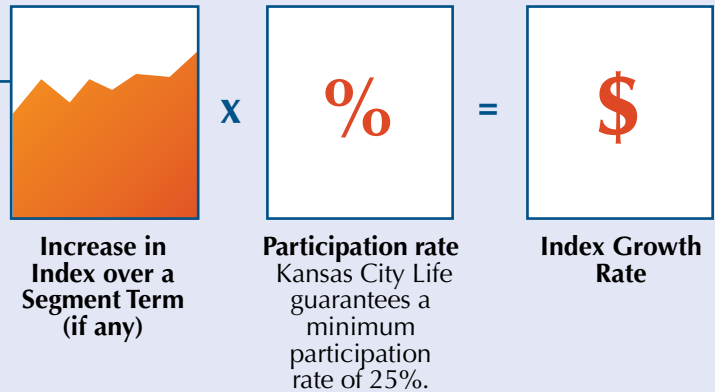 x
%
=
$
Increase in
Index over a
Segment Term
(if any)
Participation rate
Kansas City Life
guarantees a
minimum
participation
rate of 25%.
Index Growth
Rate